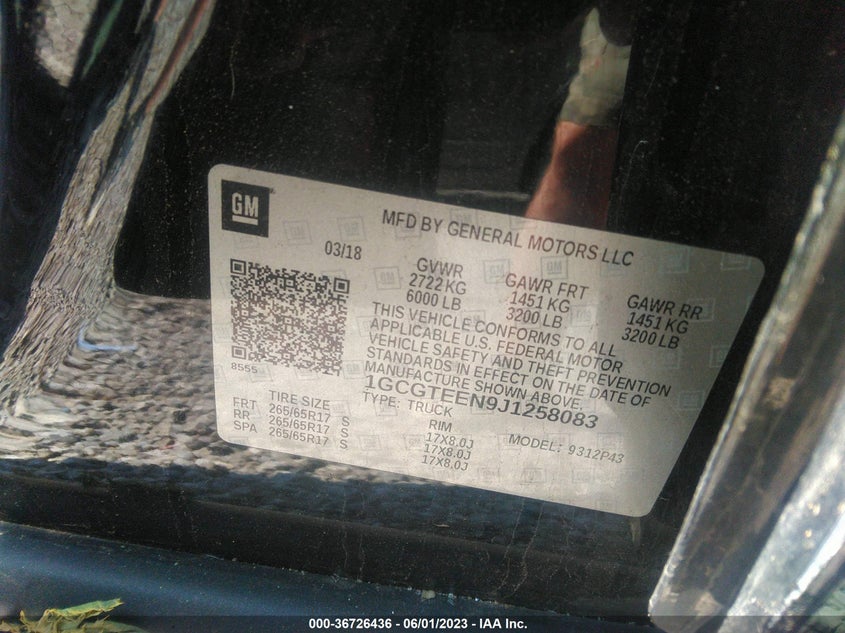 GM
MFD BY GENERAL MOTORS LLC
03/18
GVWR
2722 KG
6000 LB
GAWR FRT
1451 KG
3200 LB
GAWR RR
1451 KG
3200 LB
THIS VEHICLE CONFORMS TO ALL
APPLICABLE U.S. FEDERAL MOTOR
VEHICLE SAFETY AND THEFT PREVENTION
STANDARDS IN EFFECT ON THE DATE OF
MANUFACTURE SHOWN ABOVE.
1GCGTEEN9J1258083
TYPE: TRUCK
MODEL: 9312P43
8555
TIRE SIZE
RIM
FRT 265/65R17 S 17X8.0J
RR 265/65R17 S 17X8.0J
SPA 265/65R17 S 17X8.0J
000-36726436 - 06/01/2023 - IAA Inc.